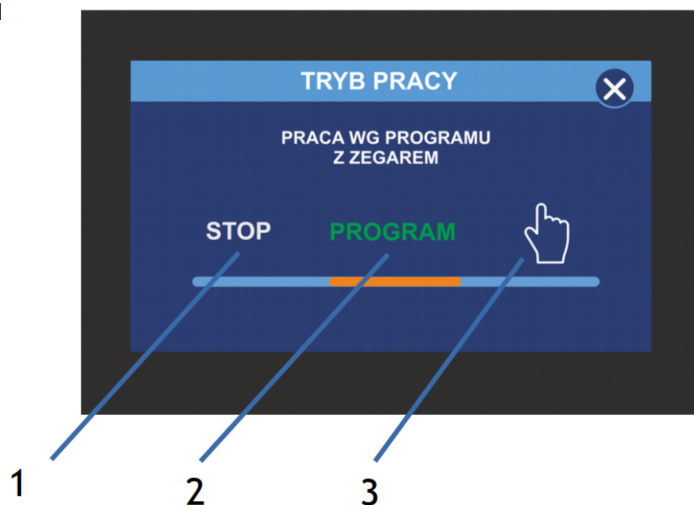 TRYB PRACY
PRACA WG PROGRAMU
Z ZEGAREM
STOP PROGRAM
1 2 3